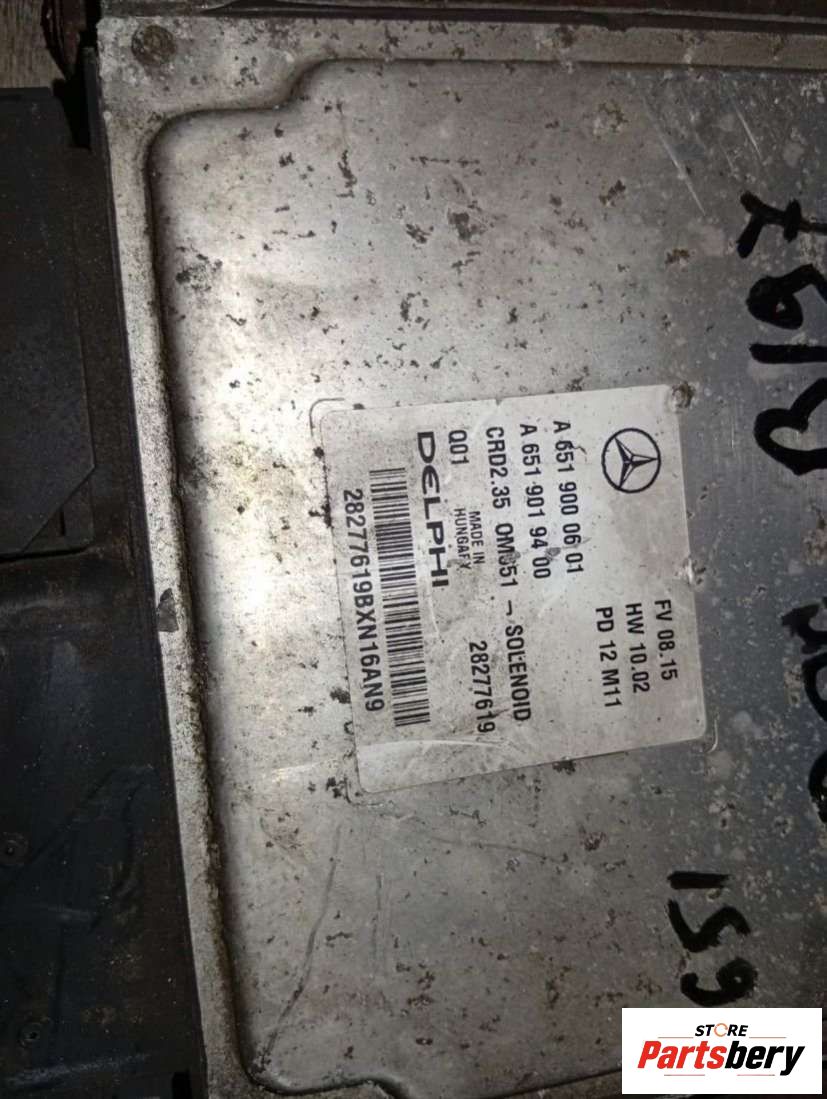 A 651 900 06 01
A 651 901 94 00
CRD2.35 OM651 - SOLENOID
Q01
MADE IN
HUNGARY
28277619
DELPHI
28277619BXN16AN9
FV 08.15
HW 10.02
PD 12 M11
651
STORE
Partsbery